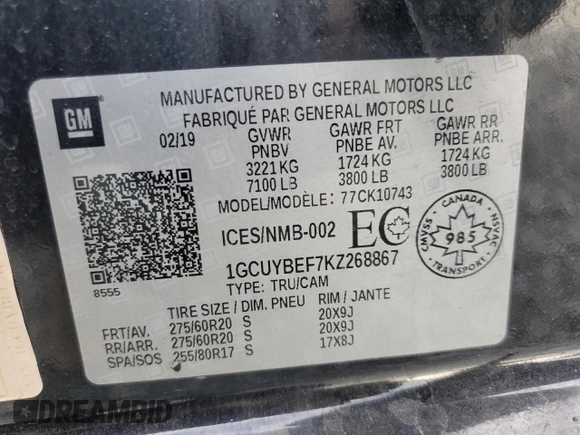 GM
MANUFACTURED BY GENERAL MOTORS LLC
FABRIQUÉ PAR GENERAL MOTORS LLC
02/19 GVWR GAWR FRT GAWR RR
PNBV PNBE AV. PNBE ARR.
3221 KG 1724 KG 1724 KG
7100 LB 3800 LB 3800 LB
MODEL/MODÈLE: 77CK10743
ICES/NMB-002 EC
CANADA
CMVSS 985 NSVAC
TRANSPORT
1GCUYBEF7KZ268867
8555
TYPE: TRU/CAM
TIRE SIZE / DIM. PNEU RIM / JANTE
FRT/AV. 275/60R20 S 20X9J
RR/ARR. 275/60R20 S 20X9J
SPA/SOS 255/80R17 S 17X8J
DREAMBID